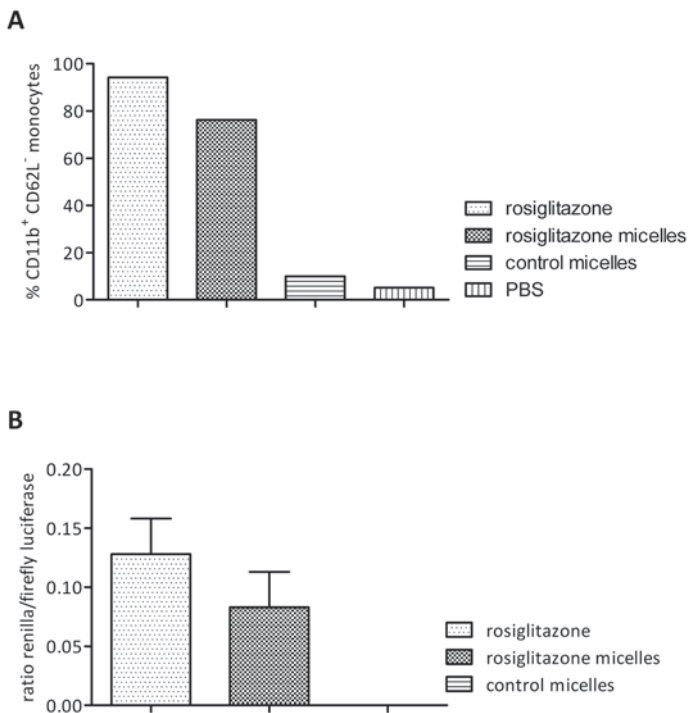 A
% CD11b+ CD62L- monocytes
100
80
60
40
20
0
rosiglitazone
rosiglitazone micelles
control micelles
PBS
B
ratio renilla/firefly luciferase
0.20
0.15
0.10
0.05
0.00
rosiglitazone
rosiglitazone micelles
control micelles